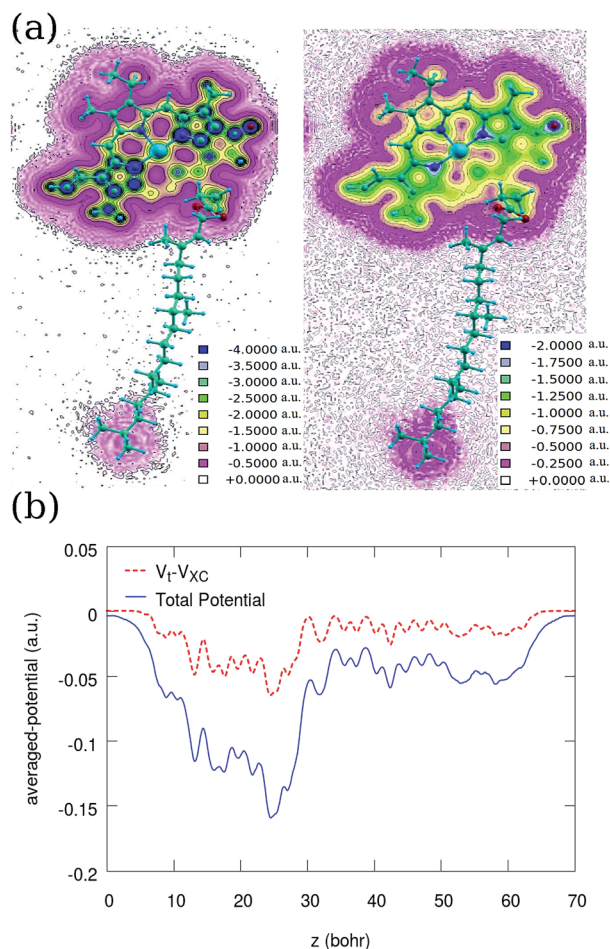 (a)
-4.0000 a.u.
-3.5000 a.u.
-3.0000 a.u.
-2.5000 a.u.
-2.0000 a.u.
-1.5000 a.u.
-1.0000 a.u.
-0.5000 a.u.
+0.0000 a.u.
-2.0000 a.u.
-1.7500 a.u.
-1.5000 a.u.
-1.2500 a.u.
-1.0000 a.u.
-0.7500 a.u.
-0.5000 a.u.
-0.2500 a.u.
+0.0000 a.u.
(b)
0.05
0
-0.05
-0.1
-0.15
-0.2
averaged-potential (a.u.)
Vt-VXC
Total Potential
0 10 20 30 40 50 60 70
z (bohr)